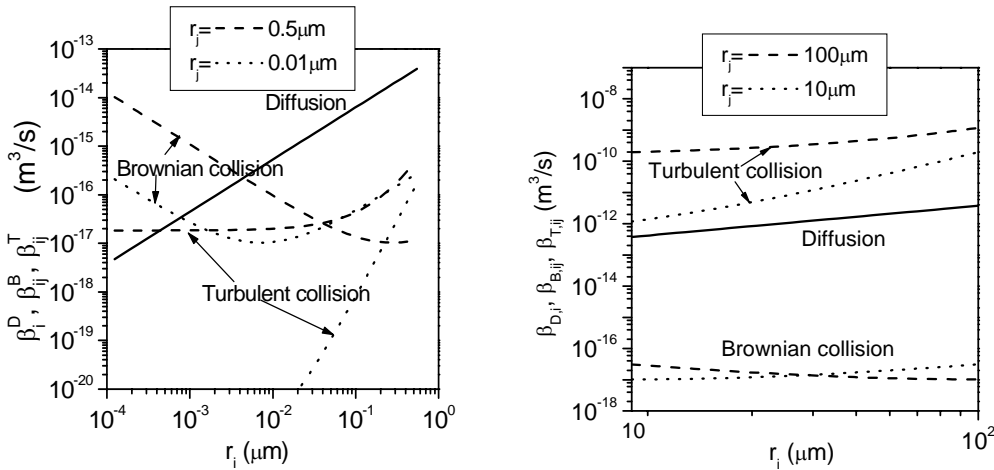 r_j= 0.5μm
r_j= 0.01μm
10^-13
10^-14
10^-15
10^-16
10^-17
10^-18
10^-19
10^-20
β_i^D, β_ij^B, β_ij^T (m^3/s)
Diffusion
Brownian collision
Turbulent collision
10^-4 10^-3 10^-2 10^-1 10^0
r_i (μm)
r_j= 100μm
r_j= 10μm
10^-8
10^-10
10^-12
10^-14
10^-16
10^-18
β_D,i, β_B,ij, β_T,ij (m^3/s)
Turbulent collision
Diffusion
Brownian collision
10 10^2
r_i (μm)